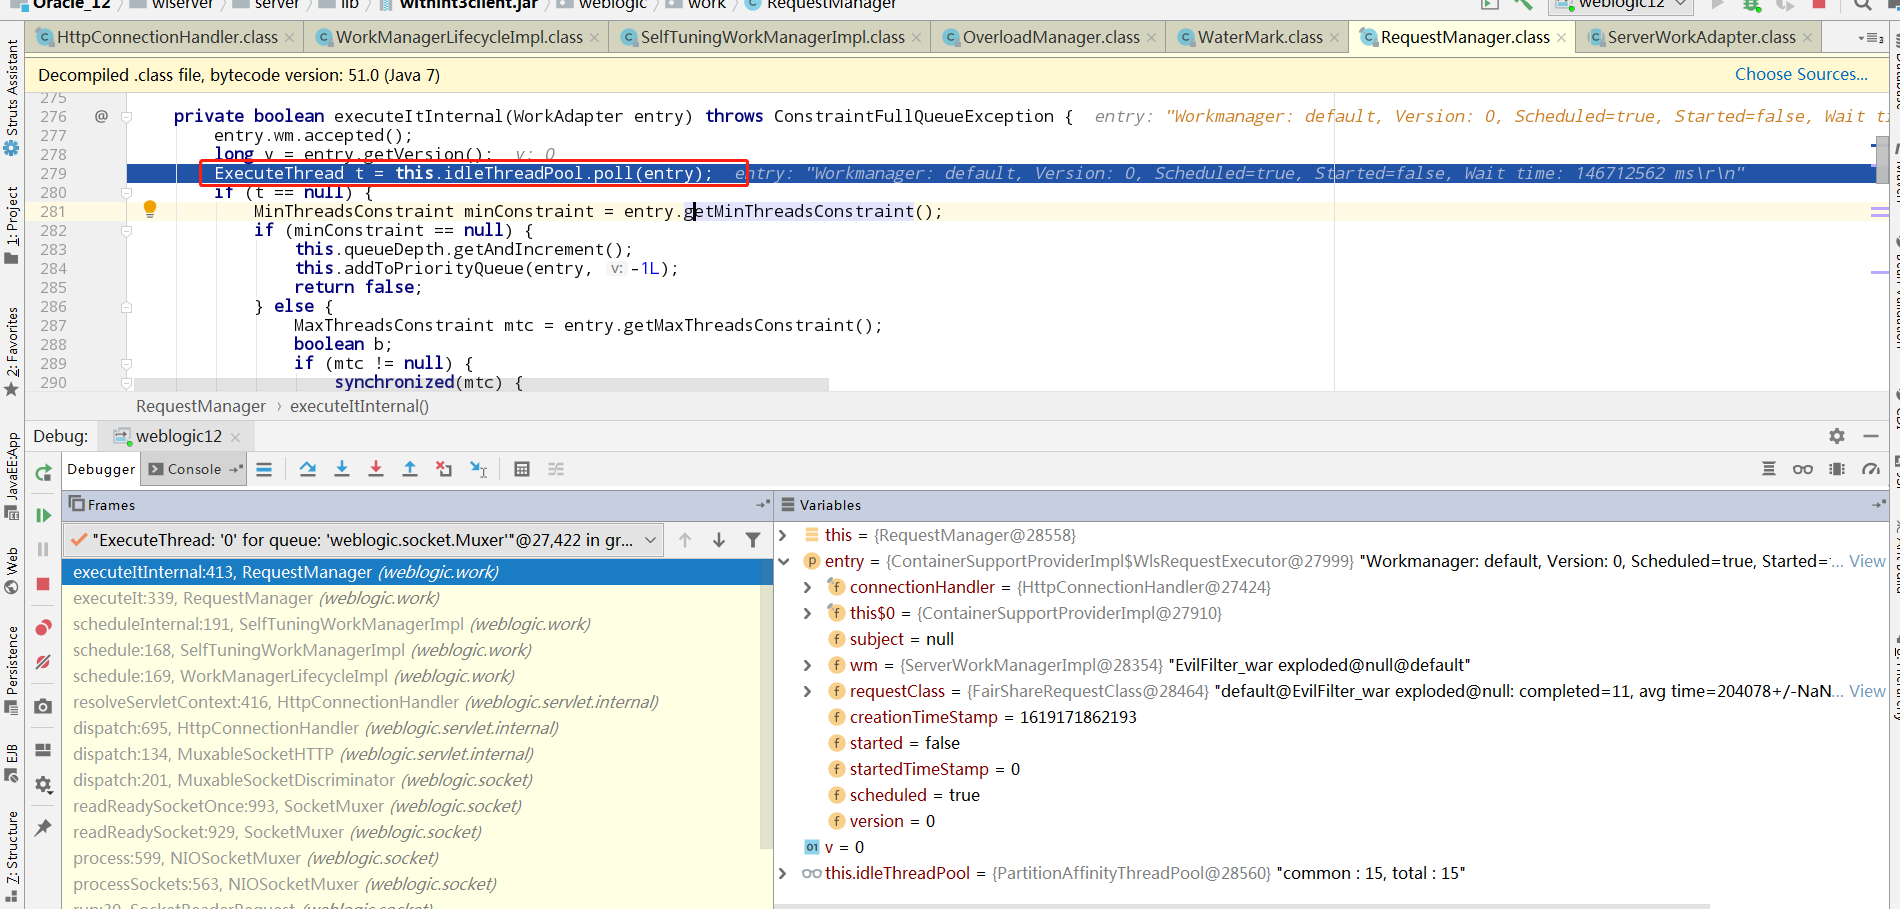 Oracle_12 wlserver server lib wlthint3client.jar weblogic work RequestManager weblogic12
HttpConnectionHandler.class WorkManagerLifecycleImpl.class SelfTuningWorkManagerImpl.class OverloadManager.class WaterMark.class RequestManager.class ServerWorkAdapter.class
Decompiled .class file, bytecode version: 51.0 (Java 7) Choose Sources...
275
276 @ private boolean executeItInternal(WorkAdapter entry) throws ConstraintFullQueueException { entry: "Workmanager: default, Version: 0, Scheduled=true, Started=false, Wait ti
277 entry.wm.accepted();
278 long v = entry.getVersion(); v: 0
279 ExecuteThread t = this.idleThreadPool.poll(entry); entry: "Workmanager: default, Version: 0, Scheduled=true, Started=false, Wait time: 146712562 ms\r\n"
280 if (t == null) {
281 MinThreadsConstraint minConstraint = entry.getMinThreadsConstraint();
282 if (minConstraint == null) {
283 this.queueDepth.getAndIncrement();
284 this.addToPriorityQueue(entry, v: -1L);
285 return false;
286 } else {
287 MaxThreadsConstraint mtc = entry.getMaxThreadsConstraint();
288 boolean b;
289 if (mtc != null) {
290 synchronized(mtc) {
RequestManager › executeItInternal()
Debug: weblogic12
Debugger Console
Frames
"ExecuteThread: '0' for queue: 'weblogic.socket.Muxer'"@27,422 in gr...
executeItInternal:413, RequestManager (weblogic.work)
executeIt:339, RequestManager (weblogic.work)
scheduleInternal:191, SelfTuningWorkManagerImpl (weblogic.work)
schedule:168, SelfTuningWorkManagerImpl (weblogic.work)
schedule:169, WorkManagerLifecycleImpl (weblogic.work)
resolveServletContext:416, HttpConnectionHandler (weblogic.servlet.internal)
dispatch:695, HttpConnectionHandler (weblogic.servlet.internal)
dispatch:134, MuxableSocketHTTP (weblogic.servlet.internal)
dispatch:201, MuxableSocketDiscriminator (weblogic.socket)
readReadySocketOnce:993, SocketMuxer (weblogic.socket)
readReadySocket:929, SocketMuxer (weblogic.socket)
process:599, NIOSocketMuxer (weblogic.socket)
processSockets:563, NIOSocketMuxer (weblogic.socket)
run:30, SocketReaderRequest (weblogic.socket)
Variables
this = {RequestManager@28558}
entry = {ContainerSupportProviderImpl$WlsRequestExecutor@27999} "Workmanager: default, Version: 0, Scheduled=true, Started=... View
connectionHandler = {HttpConnectionHandler@27424}
this$0 = {ContainerSupportProviderImpl@27910}
subject = null
wm = {ServerWorkManagerImpl@28354} "EvilFilter_war exploded@null@default"
requestClass = {FairShareRequestClass@28464} "default@EvilFilter_war exploded@null: completed=11, avg time=204078+/-NaN... View
creationTimeStamp = 1619171862193
started = false
startedTimeStamp = 0
scheduled = true
version = 0
v = 0
this.idleThreadPool = {PartitionAffinityThreadPool@28560} "common : 15, total : 15"
Struts Assistant
1: Project
2: Favorites
JavaEE:App
Web
Persistence
EJB
7: Structure